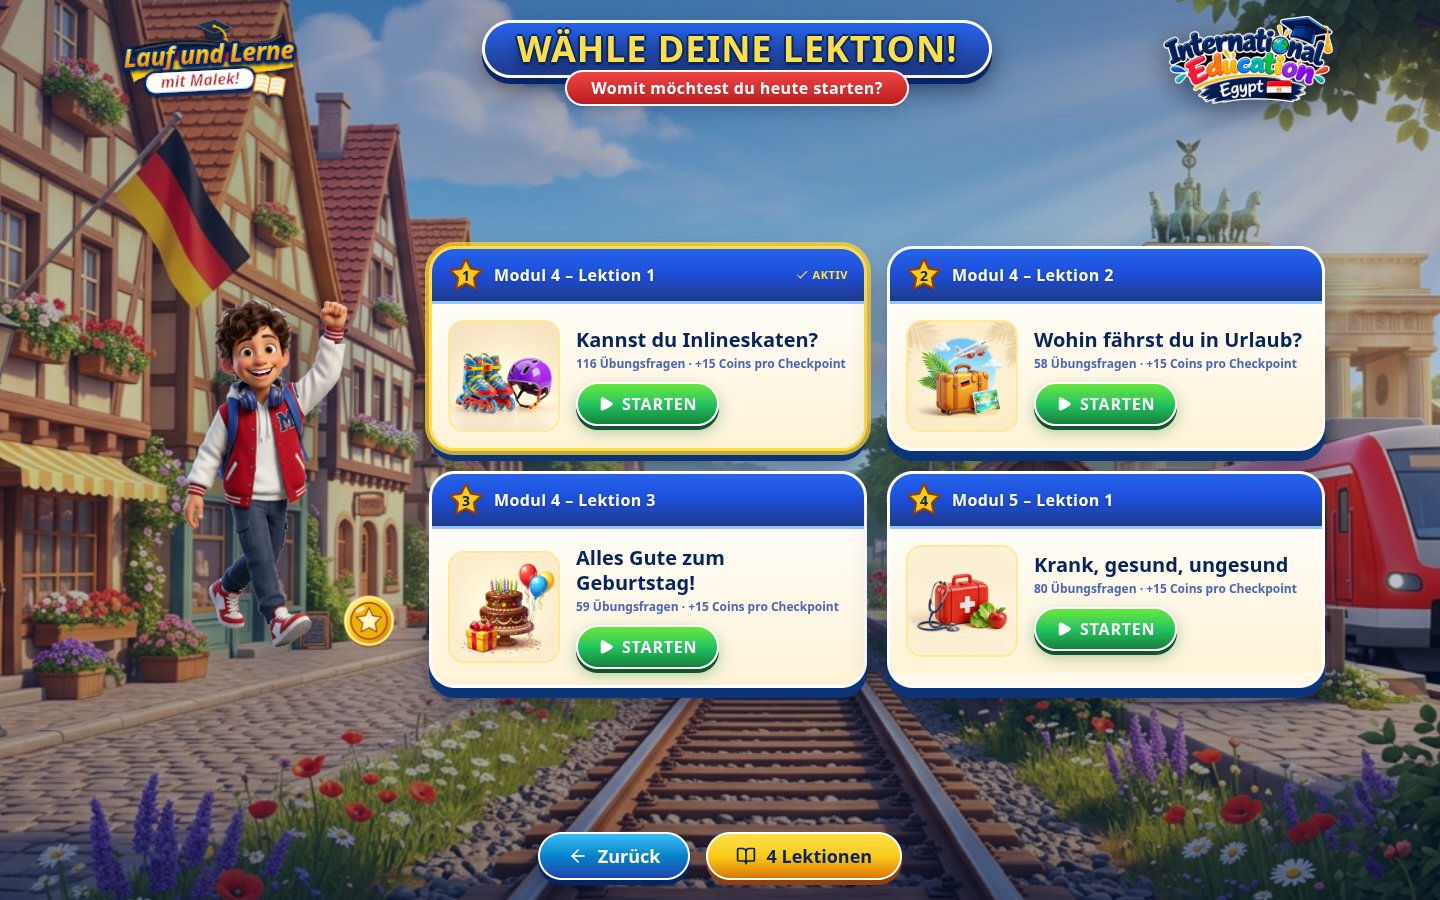 Lauf und Lerne
mit Malek!
WÄHLE DEINE LEKTION!
Womit möchtest du heute starten?
International
Education
Egypt
M
1
Modul 4 – Lektion 1
AKTIV
Kannst du Inlineskaten?
116 Übungsfragen · +15 Coins pro Checkpoint
STARTEN
2
Modul 4 – Lektion 2
Wohin fährst du in Urlaub?
58 Übungsfragen · +15 Coins pro Checkpoint
STARTEN
3
Modul 4 – Lektion 3
Alles Gute zum
Geburtstag!
59 Übungsfragen · +15 Coins pro Checkpoint
STARTEN
4
Modul 5 – Lektion 1
Krank, gesund, ungesund
80 Übungsfragen · +15 Coins pro Checkpoint
STARTEN
Zurück
4 Lektionen